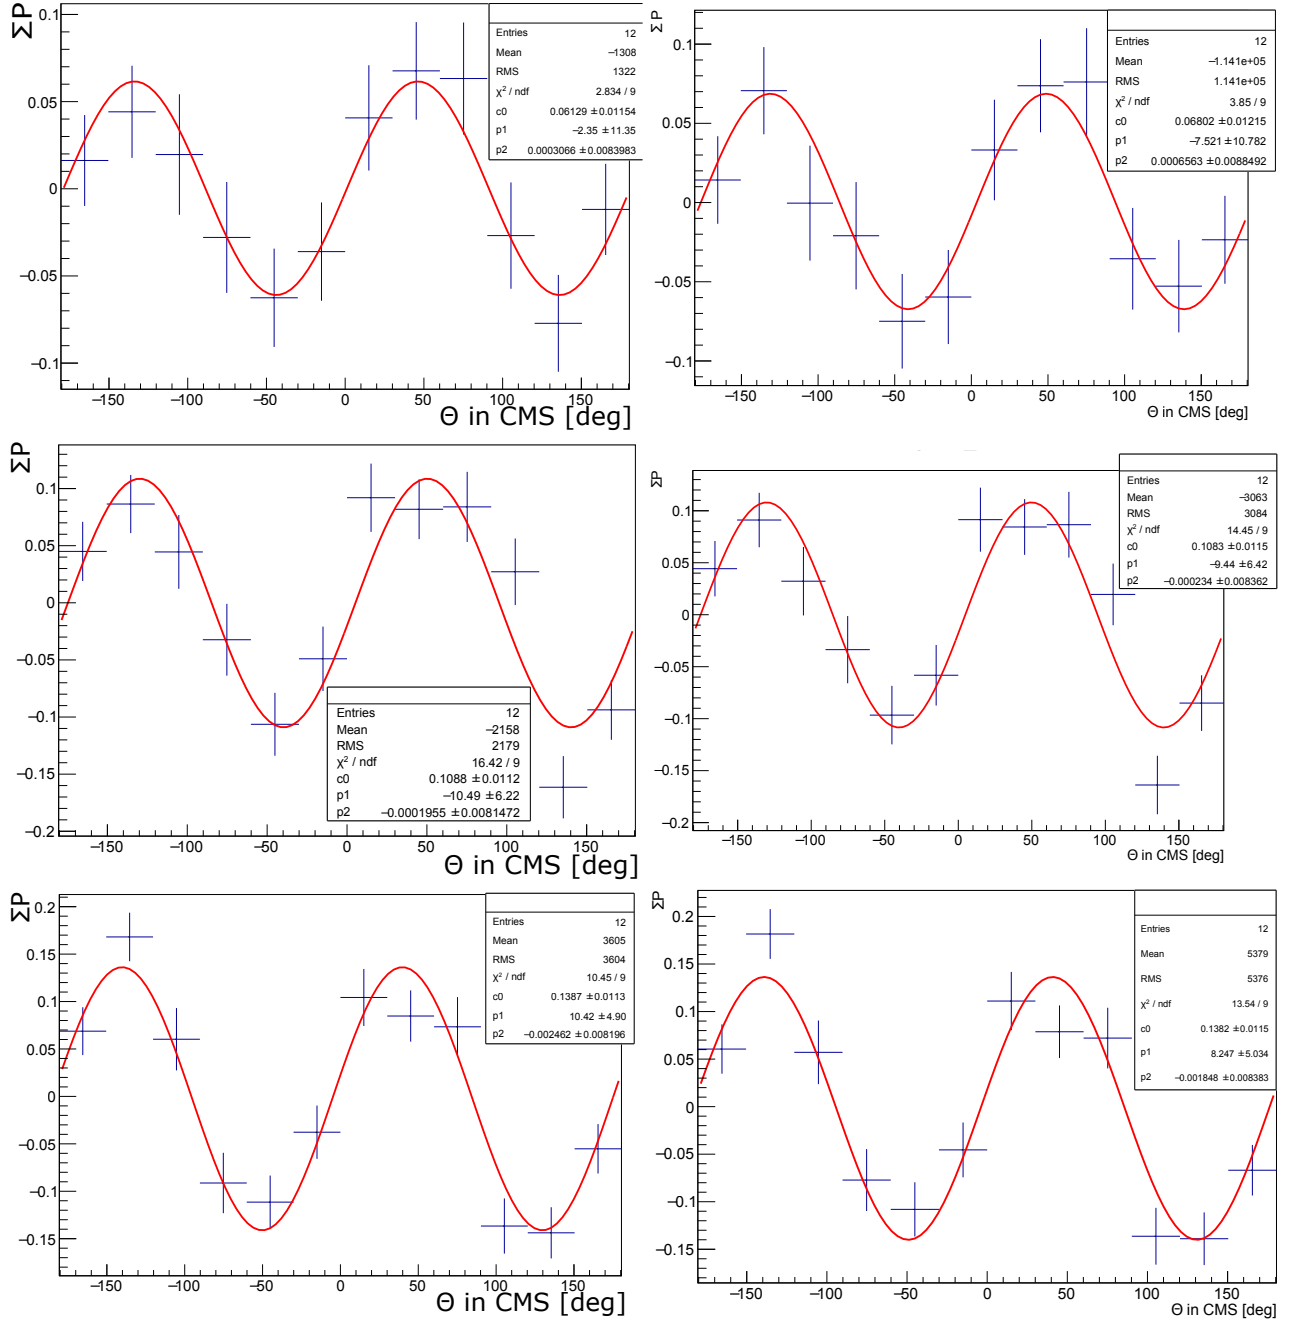 ΣP
0.1
0.05
0
−0.05
−0.1
−150
−100
−50
0
50
100
150
Θ in CMS [deg]
Entries 12
Mean −1308
RMS 1322
χ² / ndf 2.834 / 9
c0 0.06129 ± 0.01154
p1 −2.35 ± 11.35
p2 0.0003066 ± 0.0083983
ΣP
0.1
0.05
0
−0.05
−0.1
−150
−100
−50
0
50
100
150
Θ in CMS [deg]
Entries 12
Mean −1.141e+05
RMS 1.141e+05
χ² / ndf 3.85 / 9
c0 0.06802 ± 0.01215
p1 −7.521 ± 10.782
p2 0.0006563 ± 0.0088492
ΣP
0.1
0.05
0
−0.05
−0.1
−0.15
−0.2
−150
−100
−50
0
50
100
150
Θ in CMS [deg]
Entries 12
Mean −2158
RMS 2179
χ² / ndf 16.42 / 9
c0 0.1088 ± 0.0112
p1 −10.49 ± 6.22
p2 −0.0001955 ± 0.0081472
ΣP
0.1
0.05
0
−0.05
−0.1
−0.15
−0.2
−150
−100
−50
0
50
100
150
Θ in CMS [deg]
Entries 12
Mean −3063
RMS 3084
χ² / ndf 14.45 / 9
c0 0.1083 ± 0.0115
p1 −9.44 ± 6.42
p2 −0.000234 ± 0.008362
ΣP
0.2
0.15
0.1
0.05
0
−0.05
−0.1
−0.15
−150
−100
−50
0
50
100
150
Θ in CMS [deg]
Entries 12
Mean 3605
RMS 3604
χ² / ndf 10.45 / 9
c0 0.1387 ± 0.0113
p1 10.42 ± 4.90
p2 −0.002462 ± 0.008196
ΣP
0.2
0.15
0.1
0.05
0
−0.05
−0.1
−0.15
−150
−100
−50
0
50
100
150
Θ in CMS [deg]
Entries 12
Mean 5379
RMS 5376
χ² / ndf 13.54 / 9
c0 0.1382 ± 0.0115
p1 8.247 ± 5.034
p2 −0.001848 ± 0.008383